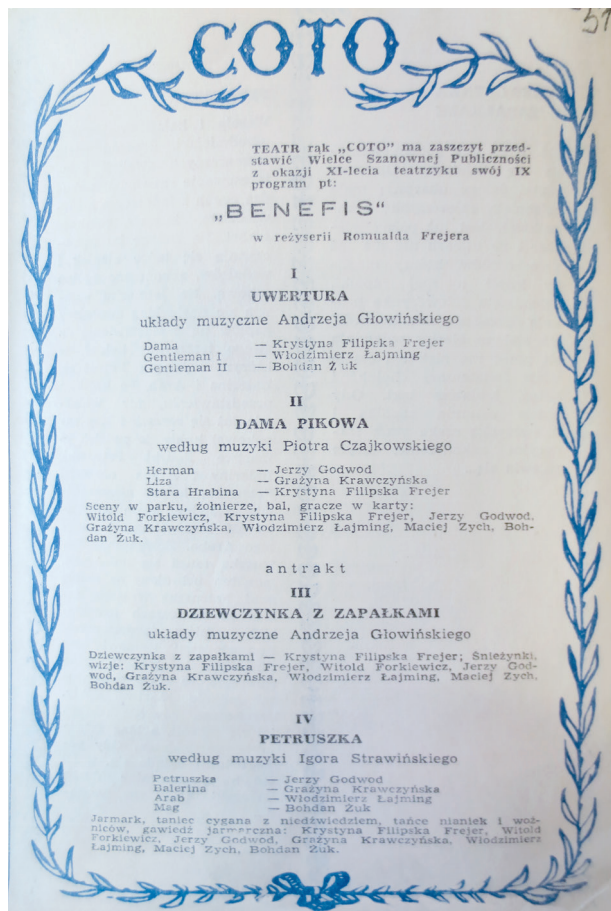 51
COTO
TEATR rąk „COTO” ma zaszczyt przed-
stawić Wielce Szanownej Publiczności
z okazji XI-lecia teatrzyku swój IX
program pt:
„BENEFIS“
w reżyserii Romualda Frejera
I
UWERTURA
układy muzyczne Andrzeja Głowińskiego
Dama — Krystyna Filipska Frejer
Gentleman I — Włodzimierz Łajming
Gentleman II — Bohdan Żuk
II
DAMA PIKOWA
według muzyki Piotra Czajkowskiego
Herman — Jerzy Godwod
Liza — Grażyna Krawczyńska
Stara Hrabina — Krystyna Filipska Frejer
Sceny w parku, żołnierze, bal, gracze w karty:
Witold Forkiewicz, Krystyna Filipska Frejer, Jerzy Godwod,
Grażyna Krawczyńska, Włodzimierz Łajming, Maciej Zych, Boh-
dan Żuk.
antrakt
III
DZIEWCZYNKA Z ZAPAŁKAMI
układy muzyczne Andrzeja Głowińskiego
Dziewczynka z zapałkami — Krystyna Filipska Frejer; Śnieżynki,
wizje: Krystyna Filipska Frejer, Witold Forkiewicz, Jerzy God-
wod, Grażyna Krawczyńska, Włodzimierz Łajming, Maciej Zych,
Bohdan Żuk.
IV
PETRUSZKA
według muzyki Igora Strawińskiego
Petruszka — Jerzy Godwod
Balerina — Grażyna Krawczyńska
Arab — Włodzimierz Łajming
Mag — Bohdan Żuk
Jarmark, taniec cygana z niedźwiedziem, tańce nianiek i woź-
niców, gawiedź jarmarczna: Krystyna Filipska Frejer, Witold
Forkiewicz, Jerzy Godwod, Grażyna Krawczyńska, Włodzimierz
Łajming, Maciej Zych, Bohdan Żuk.